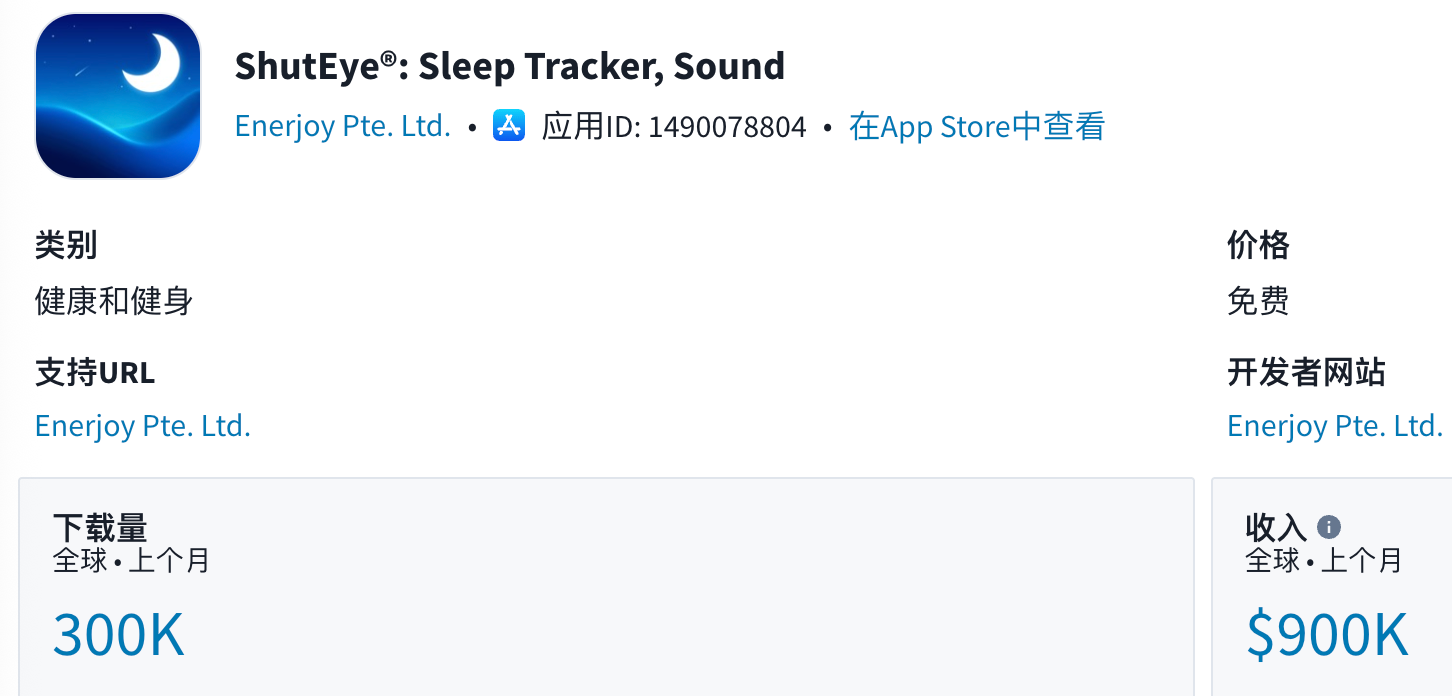 ShutEye®: Sleep Tracker, Sound
Enerjoy Pte. Ltd. • 应用ID: 1490078804 • 在App Store中查看
类别
健康和健身
价格
免费
支持URL
Enerjoy Pte. Ltd.
开发者网站
Enerjoy Pte. Ltd.
下载量
全球 • 上个月
300K
收入
全球 • 上个月
$900K